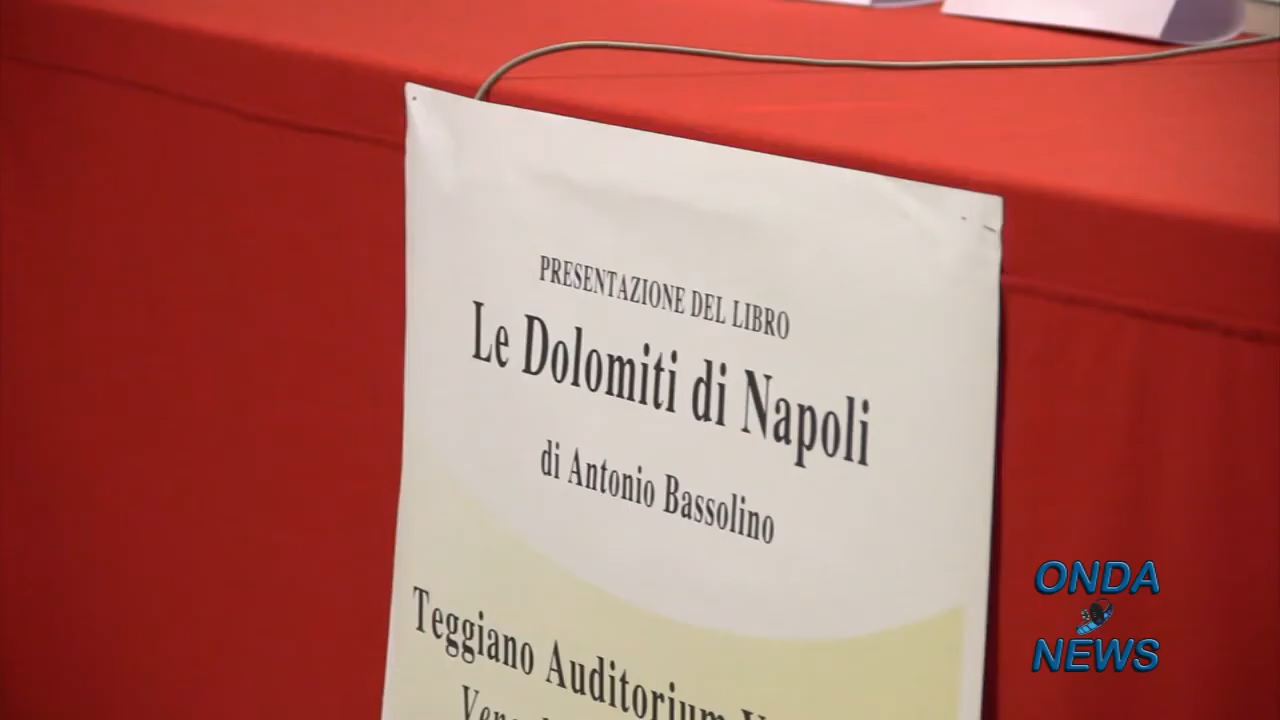 PRESENTAZIONE DEL LIBRO
Le Dolomiti di Napoli
di Antonio Bassolino
Teggiano Auditorium
ONDA
NEWS